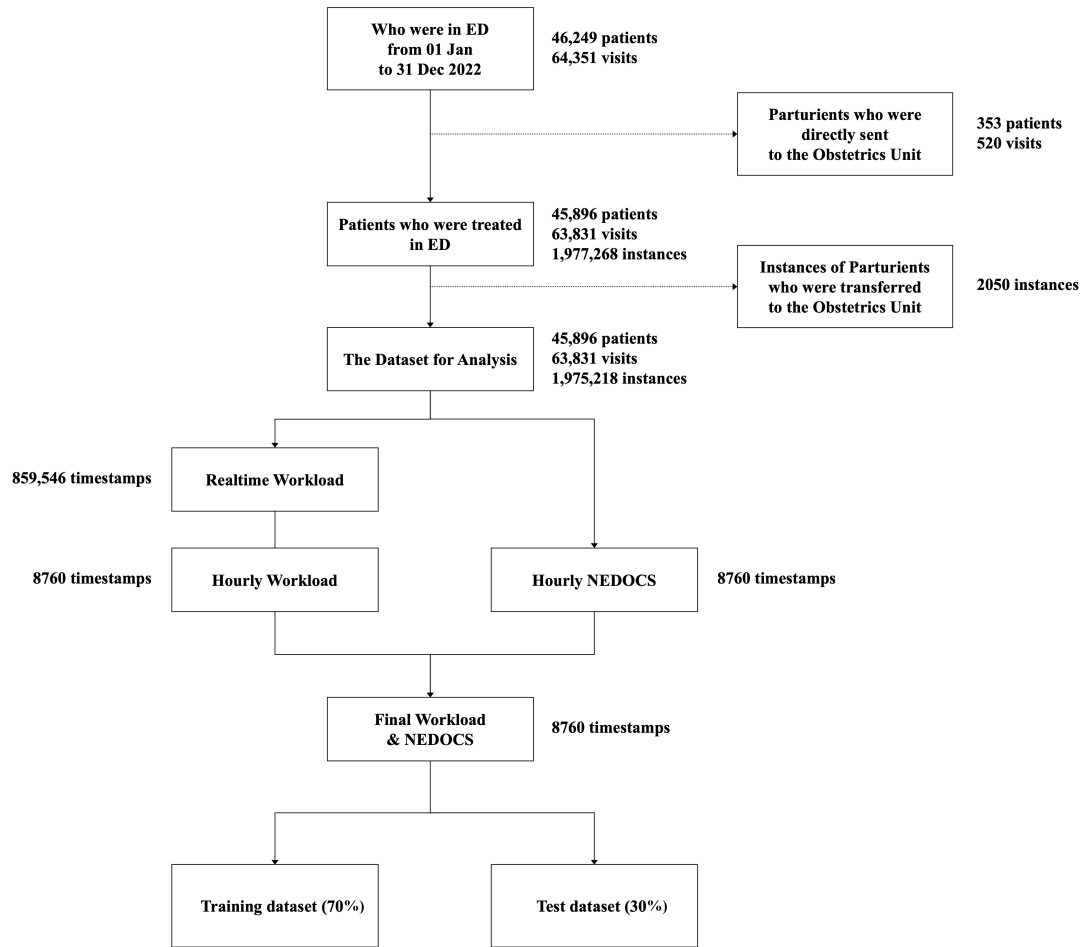 Who were in ED
from 01 Jan
to 31 Dec 2022
46,249 patients
64,351 visits
Parturients who were
directly sent
to the Obstetrics Unit
353 patients
520 visits
Patients who were treated
in ED
45,896 patients
63,831 visits
1,977,268 instances
Instances of Parturients
who were transferred
to the Obstetrics Unit
2050 instances
The Dataset for Analysis
45,896 patients
63,831 visits
1,975,218 instances
859,546 timestamps
Realtime Workload
8760 timestamps
Hourly Workload
Hourly NEDOCS
8760 timestamps
Final Workload
& NEDOCS
8760 timestamps
Training dataset (70%)
Test dataset (30%)